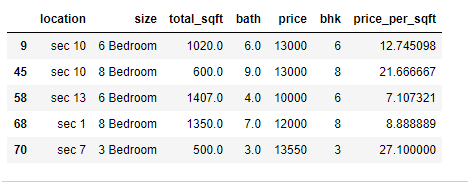 location size total_sqft bath price bhk price_per_sqft
9 sec 10 6 Bedroom 1020.0 6.0 13000 6 12.745098
45 sec 10 8 Bedroom 600.0 9.0 13000 8 21.666667
58 sec 13 6 Bedroom 1407.0 4.0 10000 6 7.107321
68 sec 1 8 Bedroom 1350.0 7.0 12000 8 8.888889
70 sec 7 3 Bedroom 500.0 3.0 13550 3 27.100000